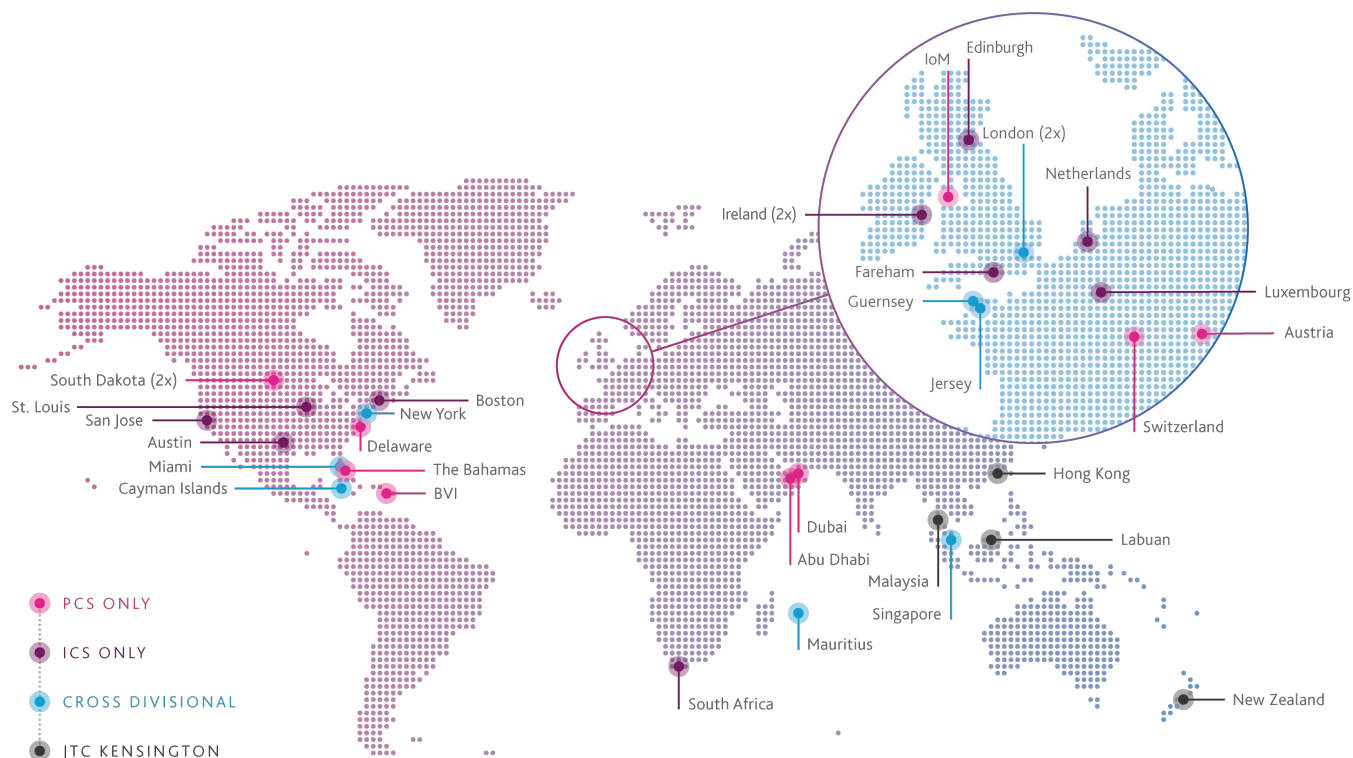 Edinburgh
IoM
London (2x)
Netherlands
Ireland (2x)
Fareham
Guernsey
Luxembourg
Austria
Jersey
Switzerland
South Dakota (2x)
St. Louis
San Jose
Austin
Miami
Cayman Islands
Boston
New York
Delaware
The Bahamas
BVI
Hong Kong
Dubai
Abu Dhabi
Labuan
Malaysia
Singapore
Mauritius
South Africa
New Zealand
PCS ONLY
ICS ONLY
CROSS DIVISIONAL
JTC KENSINGTON